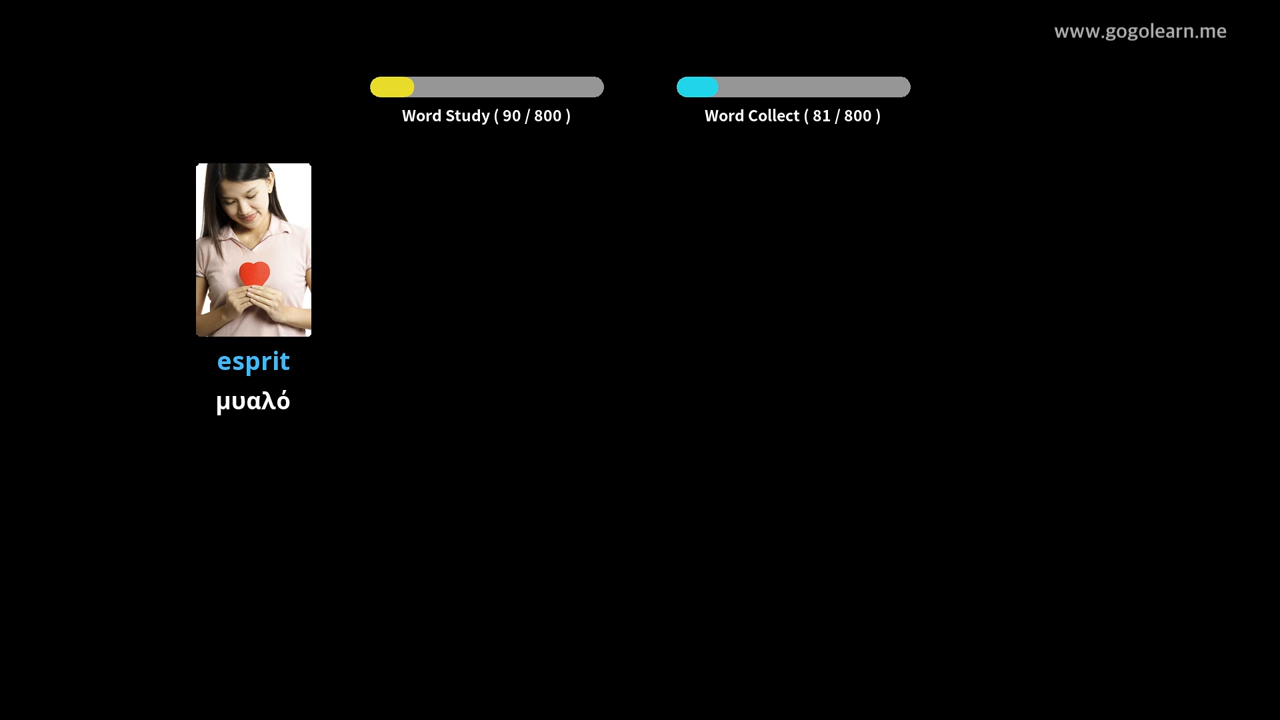 www.gogolearn.me
Word Study ( 90 / 800 )
Word Collect ( 81 / 800 )
esprit
μυαλό